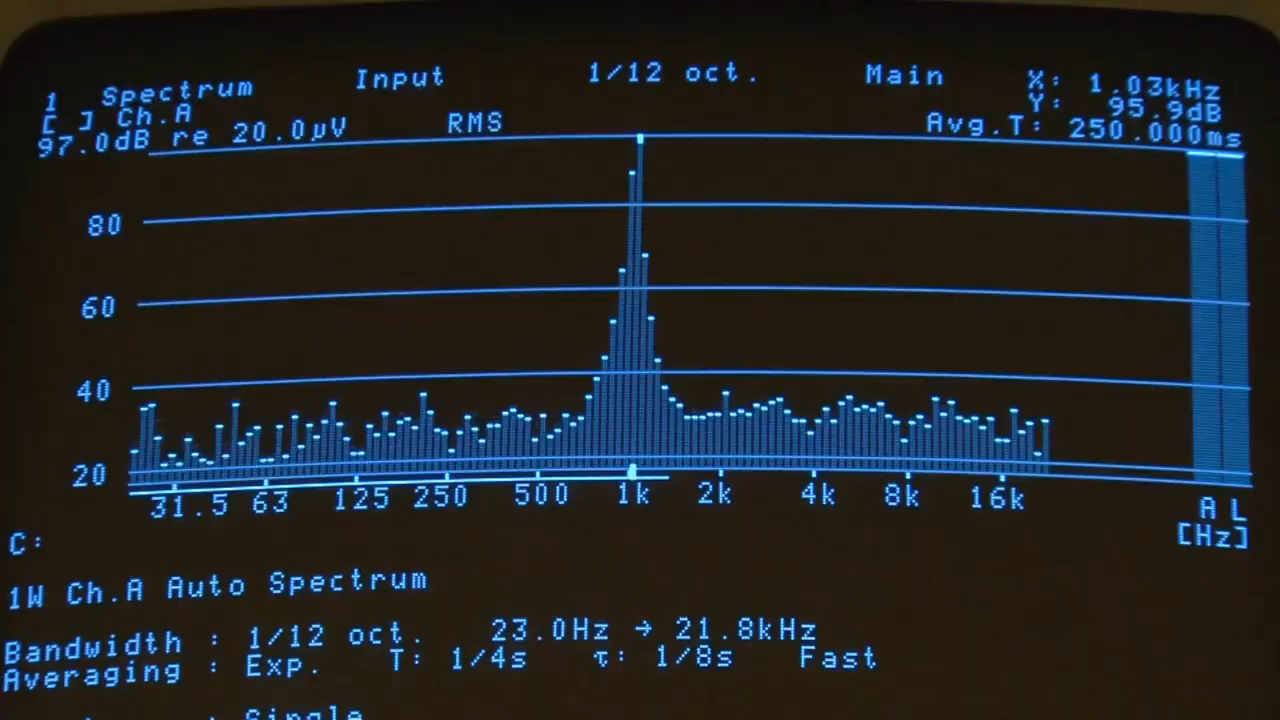 1 Spectrum Input 1/12 oct. Main X: 1.03kHz
[ ] Ch.A Y: 95.9dB
97.0dB re 20.0µV RMS Avg.T: 250.000ms
80
60
40
20
31.5 63 125 250 500 1k 2k 4k 8k 16k A L
[Hz]
C:
1W Ch.A Auto Spectrum
Bandwidth : 1/12 oct. 23.0Hz → 21.8kHz
Averaging : Exp. T: 1/4s τ: 1/8s Fast
Single